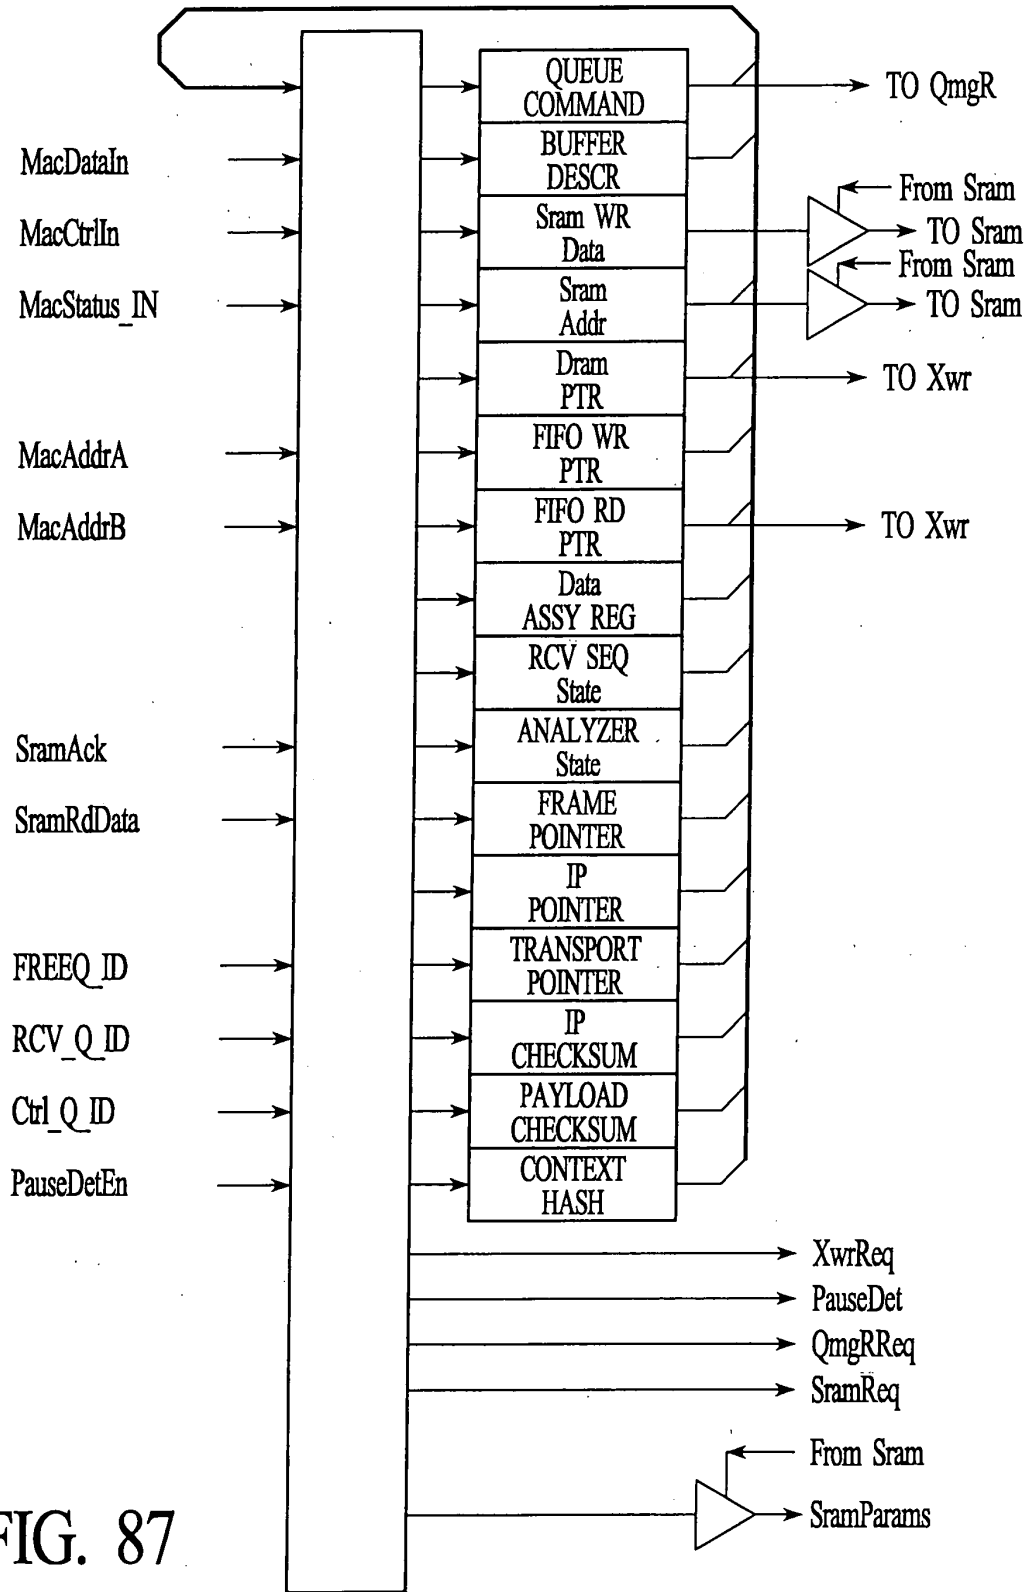 QUEUE
COMMAND
TO QmgR
MacDataIn
BUFFER
DESCR
From Sram
MacCtrlIn
Sram WR
Data
TO Sram
From Sram
MacStatus_IN
Sram
Addr
TO Sram
Dram
PTR
TO Xwr
MacAddrA
FIFO WR
PTR
MacAddrB
FIFO RD
PTR
TO Xwr
Data
ASSY REG
RCV SEQ
State
SramAck
ANALYZER
State
SramRdData
FRAME
POINTER
IP
POINTER
FREEQ_ID
TRANSPORT
POINTER
RCV_Q_ID
IP
CHECKSUM
Ctrl_Q_ID
PAYLOAD
CHECKSUM
PauseDetEn
CONTEXT
HASH
XwrReq
PauseDet
QmgRReq
SramReq
From Sram
SramParams
FIG. 87